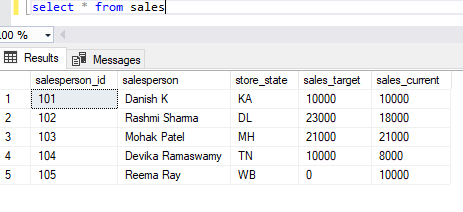 select * from sales
.00 %
Results Messages
salesperson_id salesperson store_state sales_target sales_current
1 101 Danish K KA 10000 10000
2 102 Rashmi Sharma DL 23000 18000
3 103 Mohak Patel MH 21000 21000
4 104 Devika Ramaswamy TN 10000 8000
5 105 Reema Ray WB 0 10000